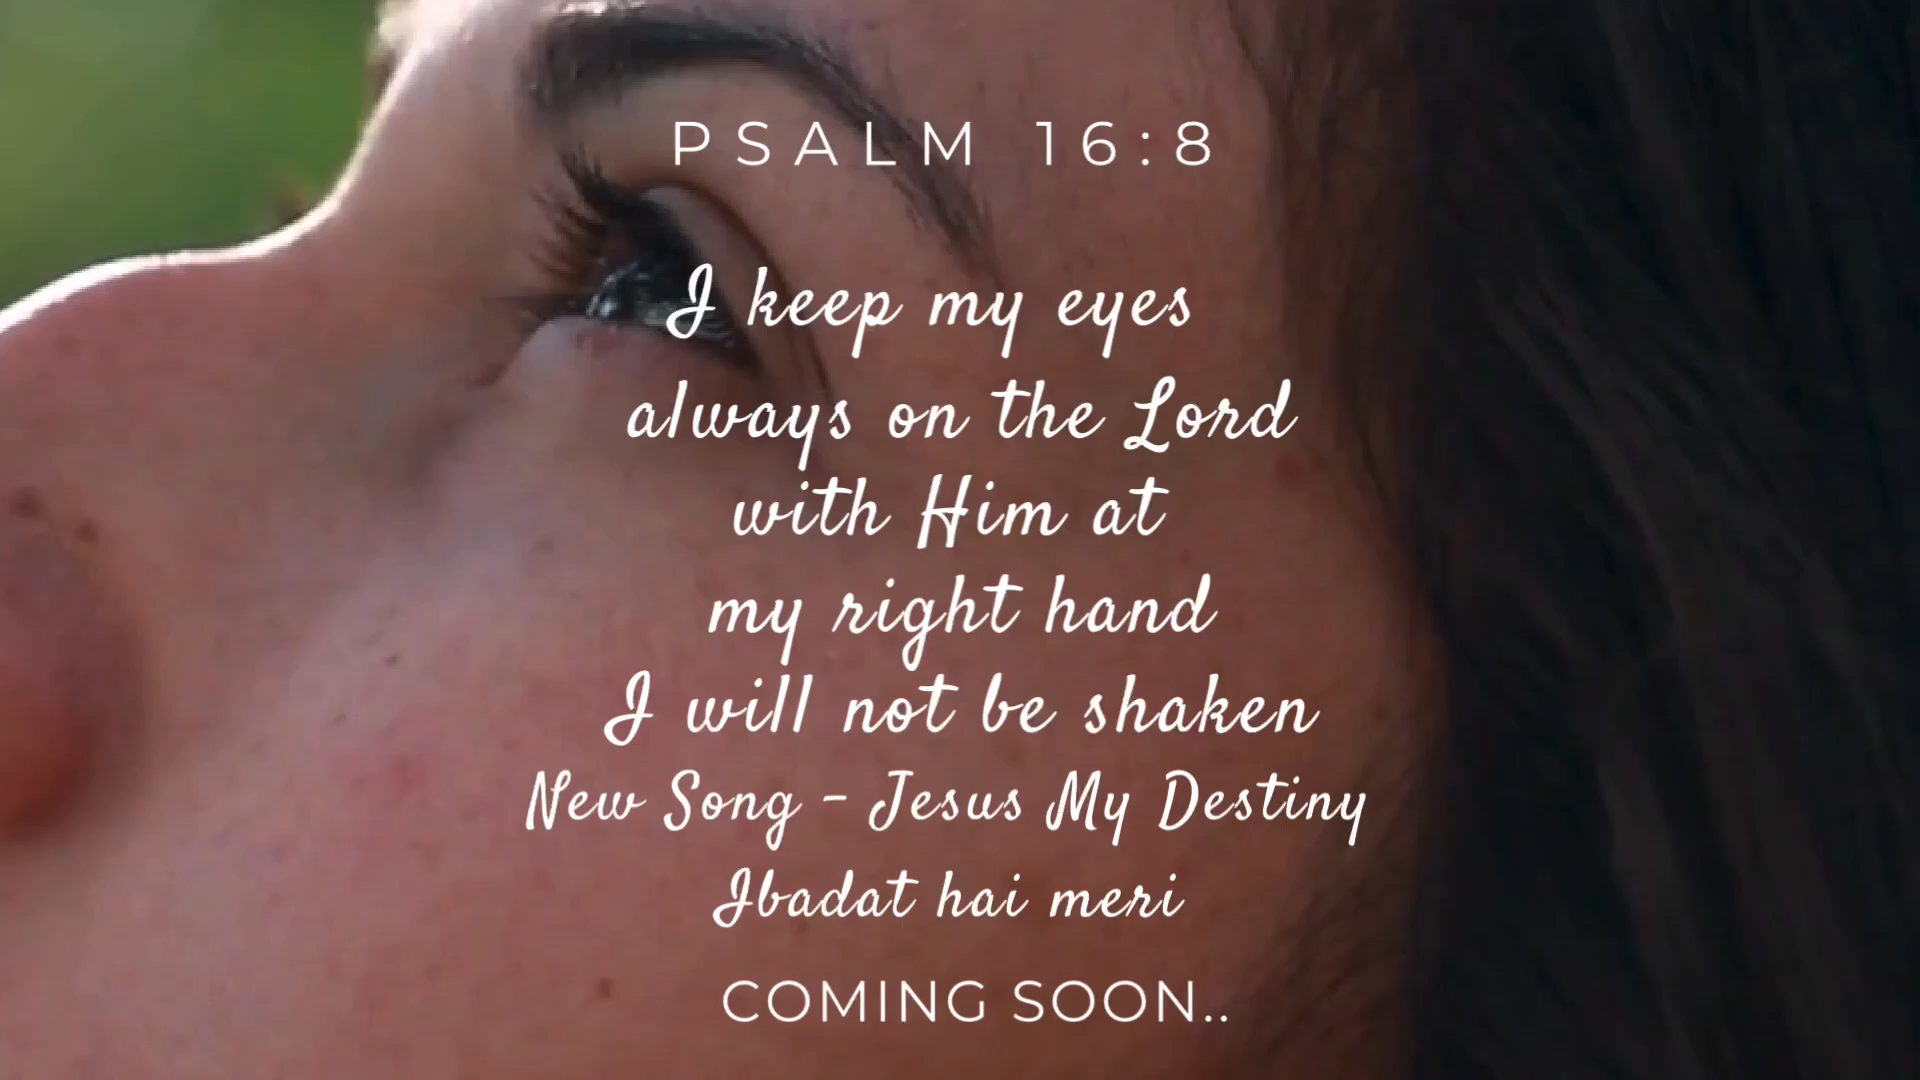 PSALM 16:8
I keep my eyes
always on the Lord
with Him at
my right hand
I will not be shaken
New Song - Jesus My Destiny
Ibadat hai meri
COMING SOON..